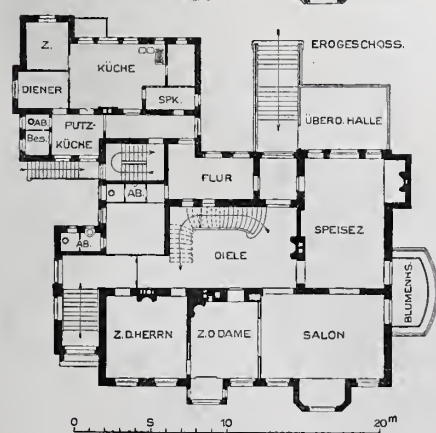 ERDGESCHOSS.
Z.
KÜCHE
DIENER
SPK.
AB.
Bes.
PUTZ-
KÜCHE
ÜBERD. HALLE
FLUR
AB.
SPEISEZ.
AB.
DIELE
BLUMENHS.
Z.D.HERRN
Z.D.DAME
SALON
0 5 10 20 m